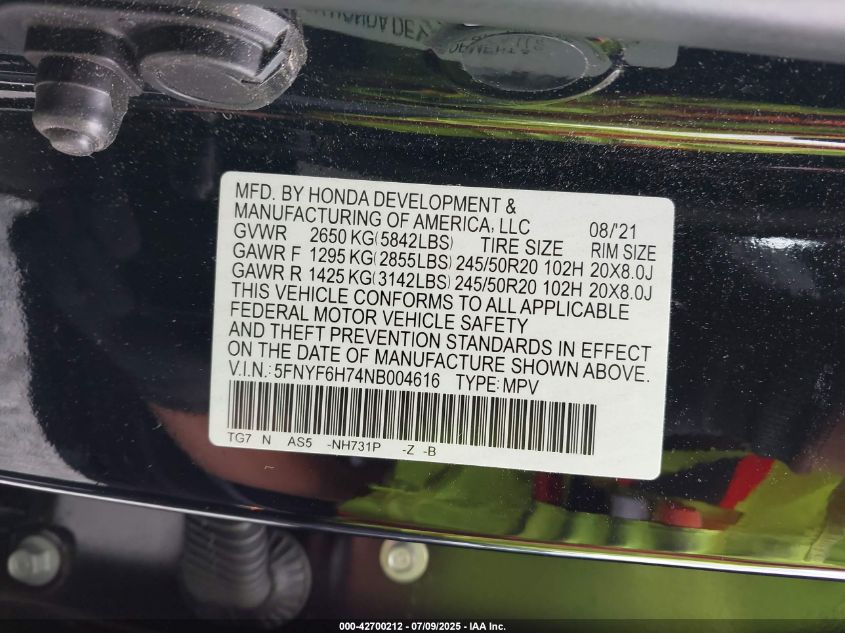 MFD. BY HONDA DEVELOPMENT &
MANUFACTURING OF AMERICA, LLC 08/'21
GVWR 2650 KG(5842LBS) TIRE SIZE RIM SIZE
GAWR F 1295 KG(2855LBS) 245/50R20 102H 20X8.0J
GAWR R 1425 KG(3142LBS) 245/50R20 102H 20X8.0J
THIS VEHICLE CONFORMS TO ALL APPLICABLE
FEDERAL MOTOR VEHICLE SAFETY
AND THEFT PREVENTION STANDARDS IN EFFECT
ON THE DATE OF MANUFACTURE SHOWN ABOVE.
V.I.N.: 5FNYF6H74NB004616 TYPE: MPV
TG7 N AS5 -NH731P -Z -B
000-42700212 / 07/09/2025 - IAA Inc.